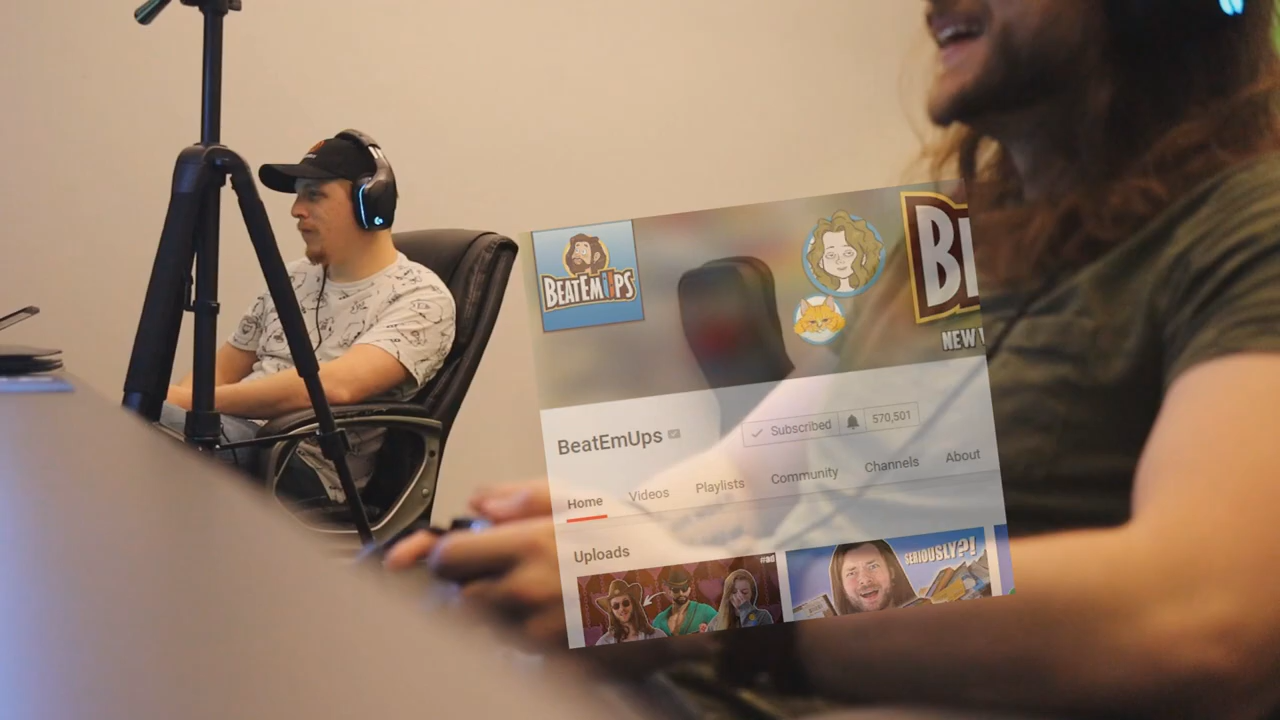 BEATEMUPS
BE
NEW
BeatEmUps
Subscribed
570,501
Home
Videos
Playlists
Community
Channels
About
Uploads
SERIOUSLY?!